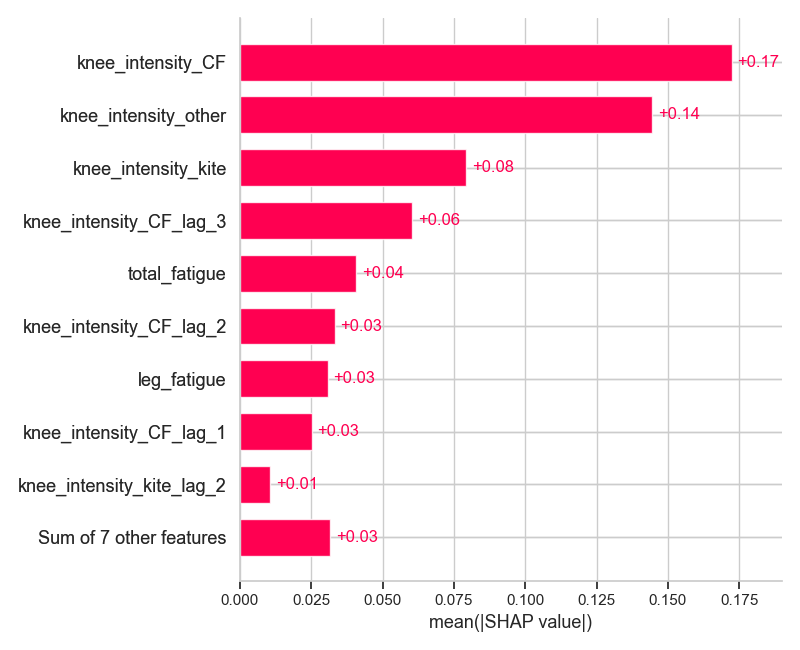 knee_intensity_CF +0.17
knee_intensity_other +0.14
knee_intensity_kite +0.08
knee_intensity_CF_lag_3 +0.06
total_fatigue +0.04
knee_intensity_CF_lag_2 +0.03
leg_fatigue +0.03
knee_intensity_CF_lag_1 +0.03
knee_intensity_kite_lag_2 +0.01
Sum of 7 other features +0.03
0.000 0.025 0.050 0.075 0.100 0.125 0.150 0.175
mean(|SHAP value|)